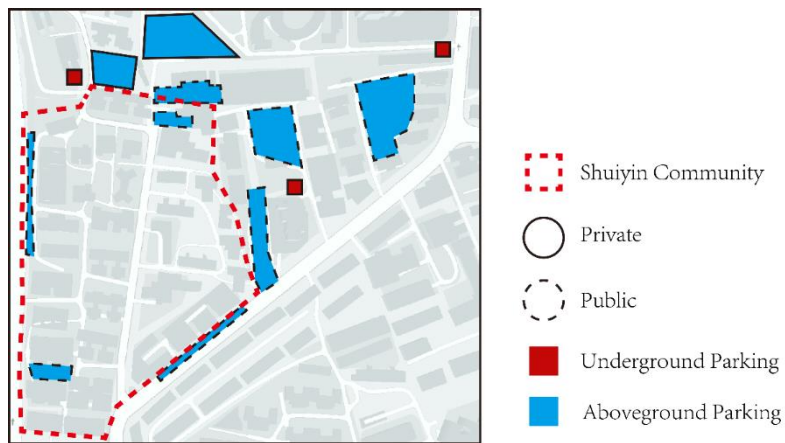 Shuiyin Community
Private
Public
Underground Parking
Aboveground Parking